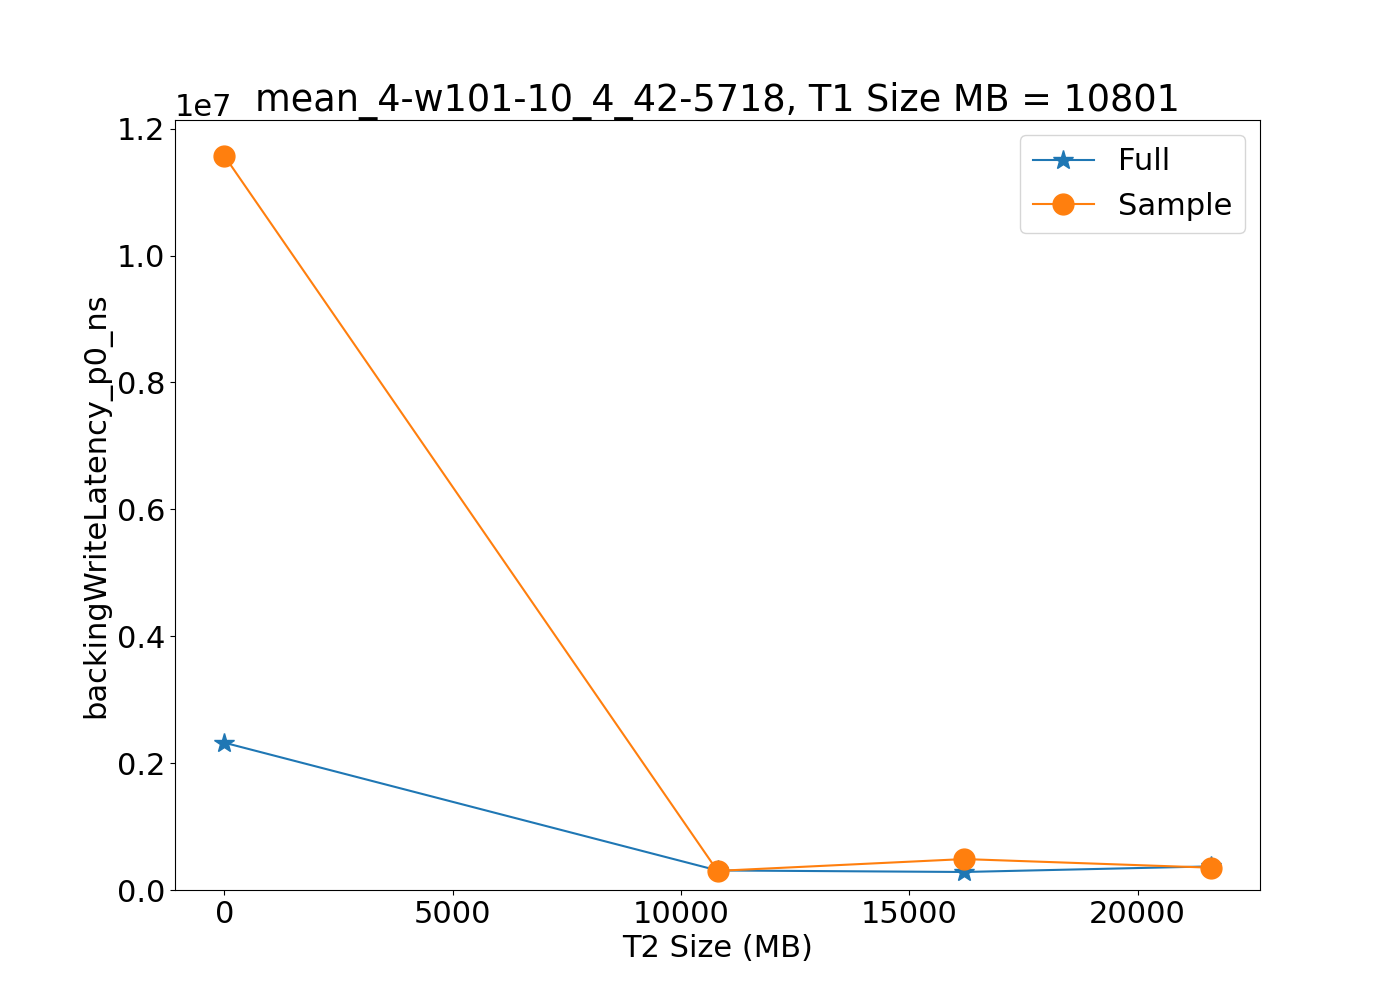 1e7
mean_4-w101-10_4_42-5718, T1 Size MB = 10801
1.2
1.0
0.8
0.6
0.4
0.2
0.0
backingWriteLatency_p0_ns
Full
Sample
0 5000 10000 15000 20000
T2 Size (MB)